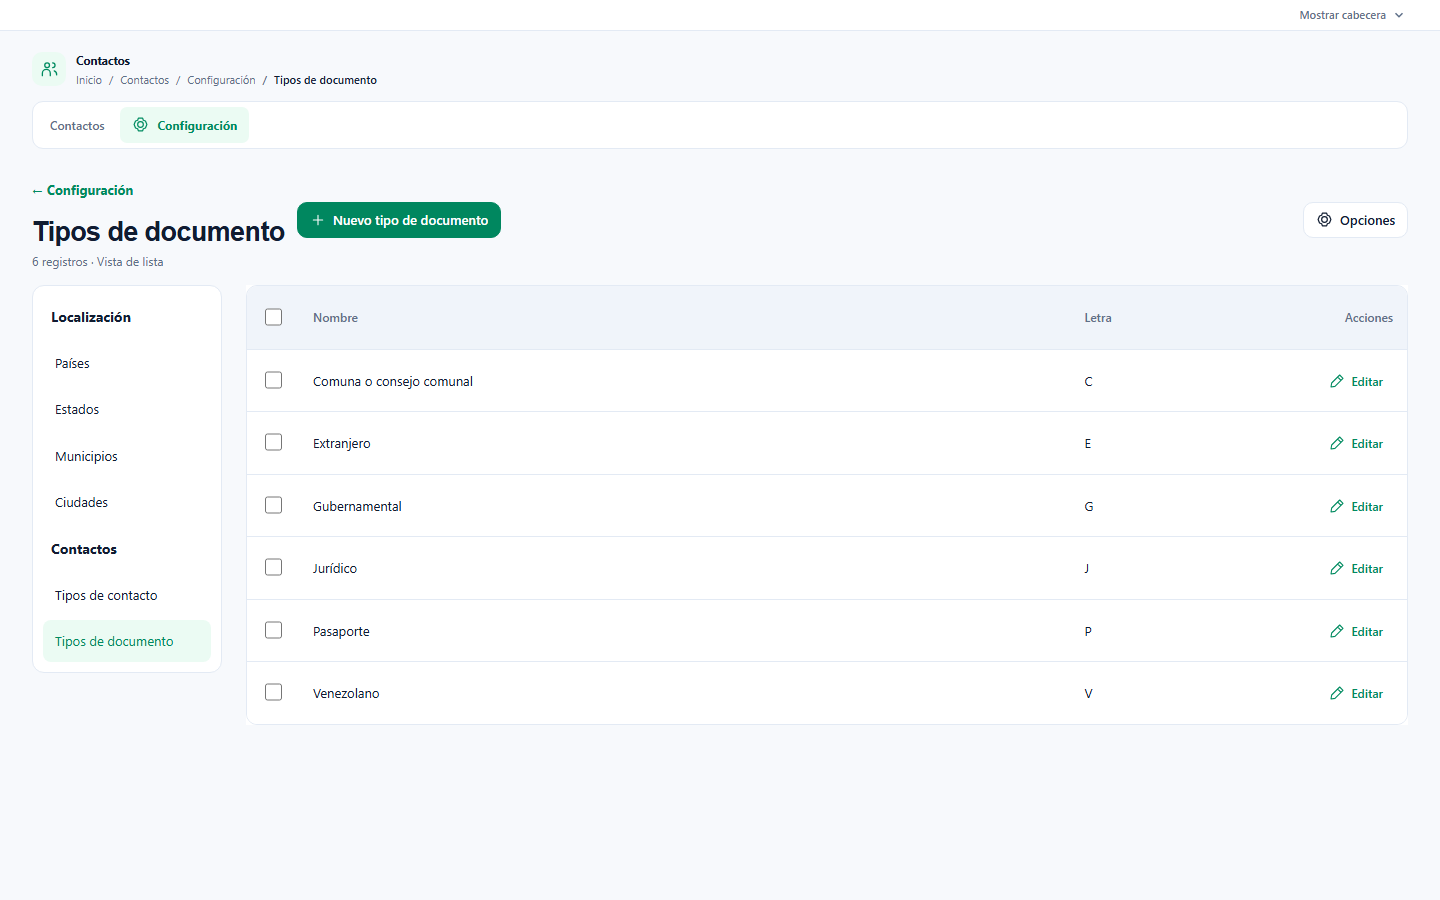 Mostrar cabecera
Contactos
Inicio / Contactos / Configuración / Tipos de documento
Contactos Configuración
← Configuración
Tipos de documento + Nuevo tipo de documento Opciones
6 registros · Vista de lista
Localización
Países
Estados
Municipios
Ciudades
Contactos
Tipos de contacto
Tipos de documento
Nombre Letra Acciones
Comuna o consejo comunal C Editar
Extranjero E Editar
Gubernamental G Editar
Jurídico J Editar
Pasaporte P Editar
Venezolano V Editar